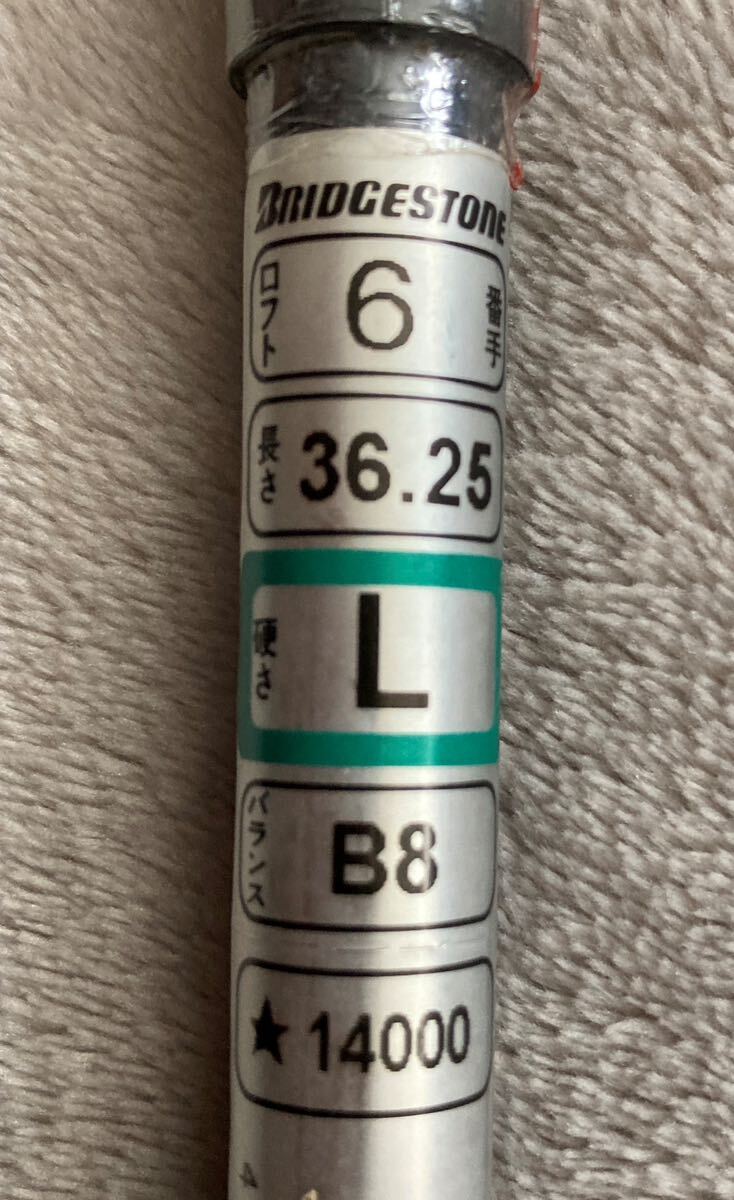 BRIDGESTONE
ロフト 6 番手
長さ 36.25
硬さ L
バランス B8
★14000
4